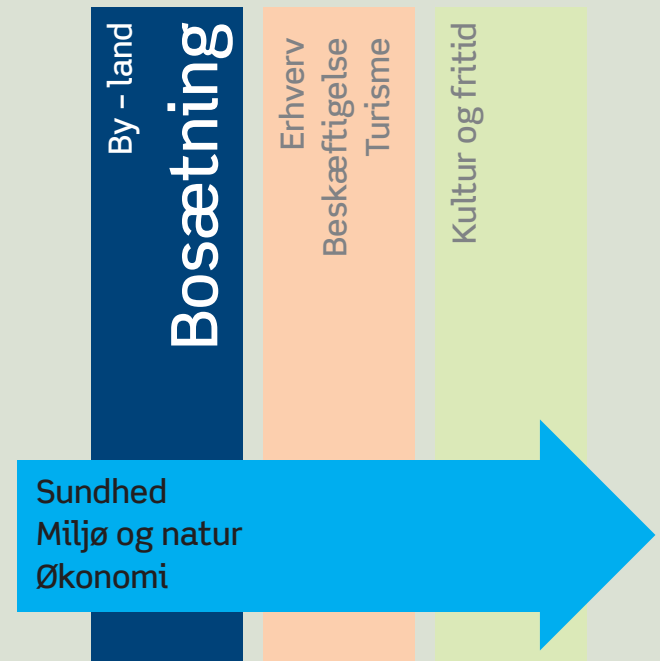 By – land
Bosætning
Erhverv
Beskæftigelse
Turisme
Kultur og fritid
Sundhed
Miljø og natur
Økonomi